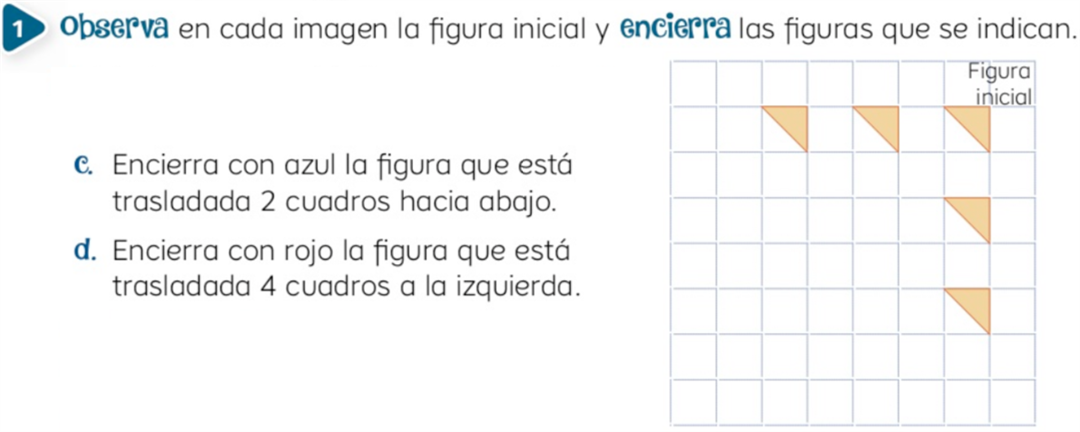 1 Observa en cada imagen la figura inicial y encierra las figuras que se indican.
Figura
inicial
c. Encierra con azul la figura que está
trasladada 2 cuadros hacia abajo.
d. Encierra con rojo la figura que está
trasladada 4 cuadros a la izquierda.